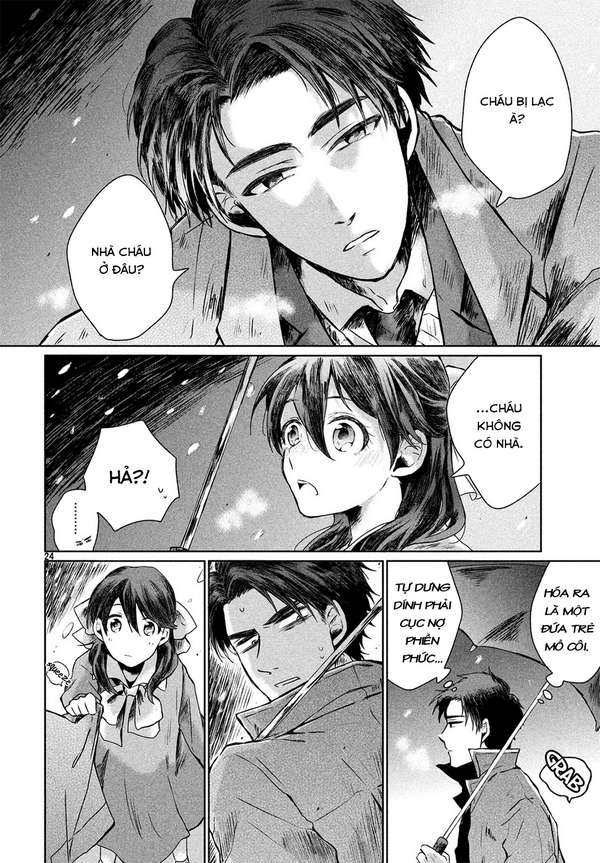 CHÁU BỊ LẠC
À?
NHÀ CHÁU
Ở ĐÂU?
...CHÁU
KHÔNG
CÓ NHÀ.
HẢ?!
........
24
HÓA RA
LÀ MỘT
ĐỨA TRẺ
MỒ CÔI.
TỰ DƯNG
DÍNH PHẢI
CỤC NỢ
PHIỀN
PHỨC...
GRAB
SQUEEZE